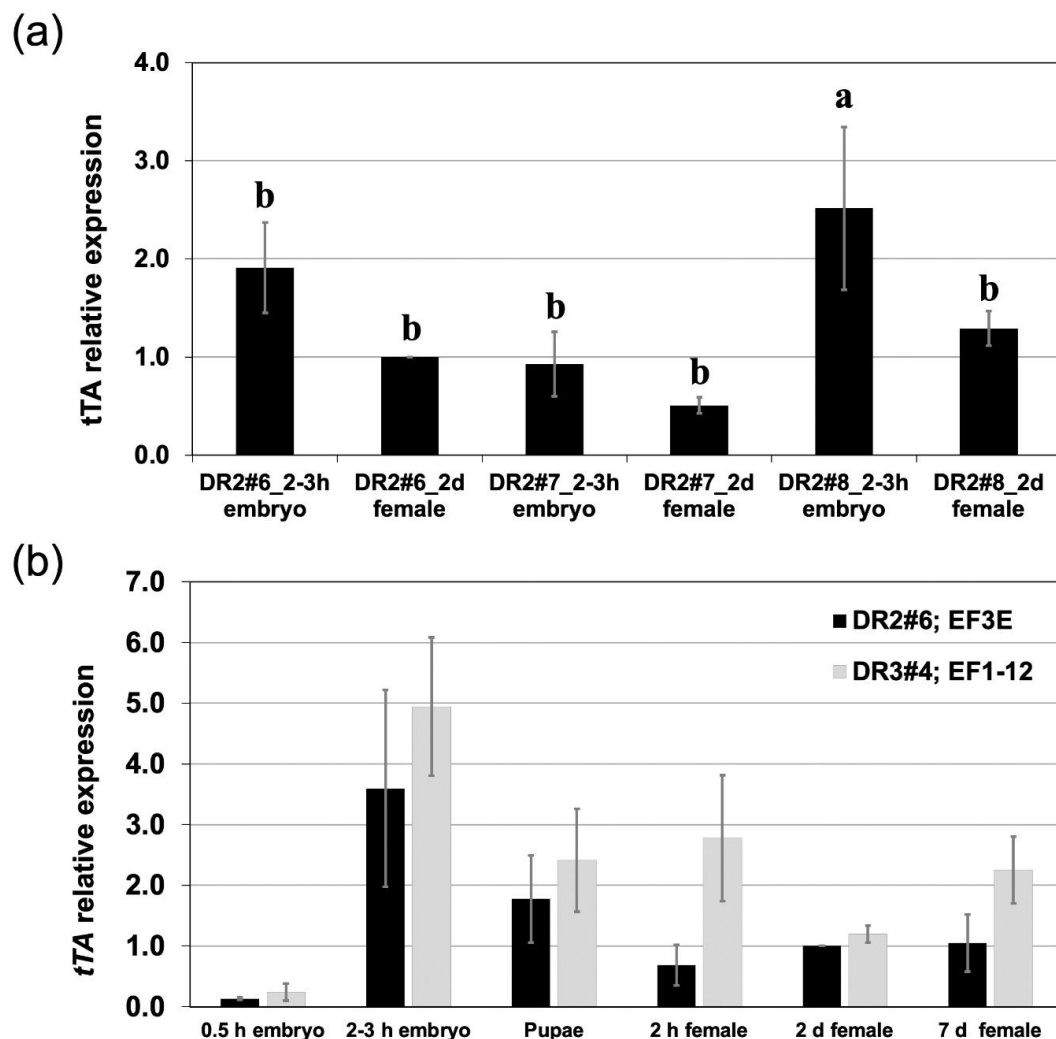 (a)
tTA relative expression
4.0
3.0
2.0
1.0
0.0
b
b
b
b
a
b
DR2#6_2-3h
embryo
DR2#6_2d
female
DR2#7_2-3h
embryo
DR2#7_2d
female
DR2#8_2-3h
embryo
DR2#8_2d
female
(b)
tTA relative expression
7.0
6.0
5.0
4.0
3.0
2.0
1.0
0.0
DR2#6; EF3E
DR3#4; EF1-12
0.5 h embryo
2-3 h embryo
Pupae
2 h female
2 d female
7 d female